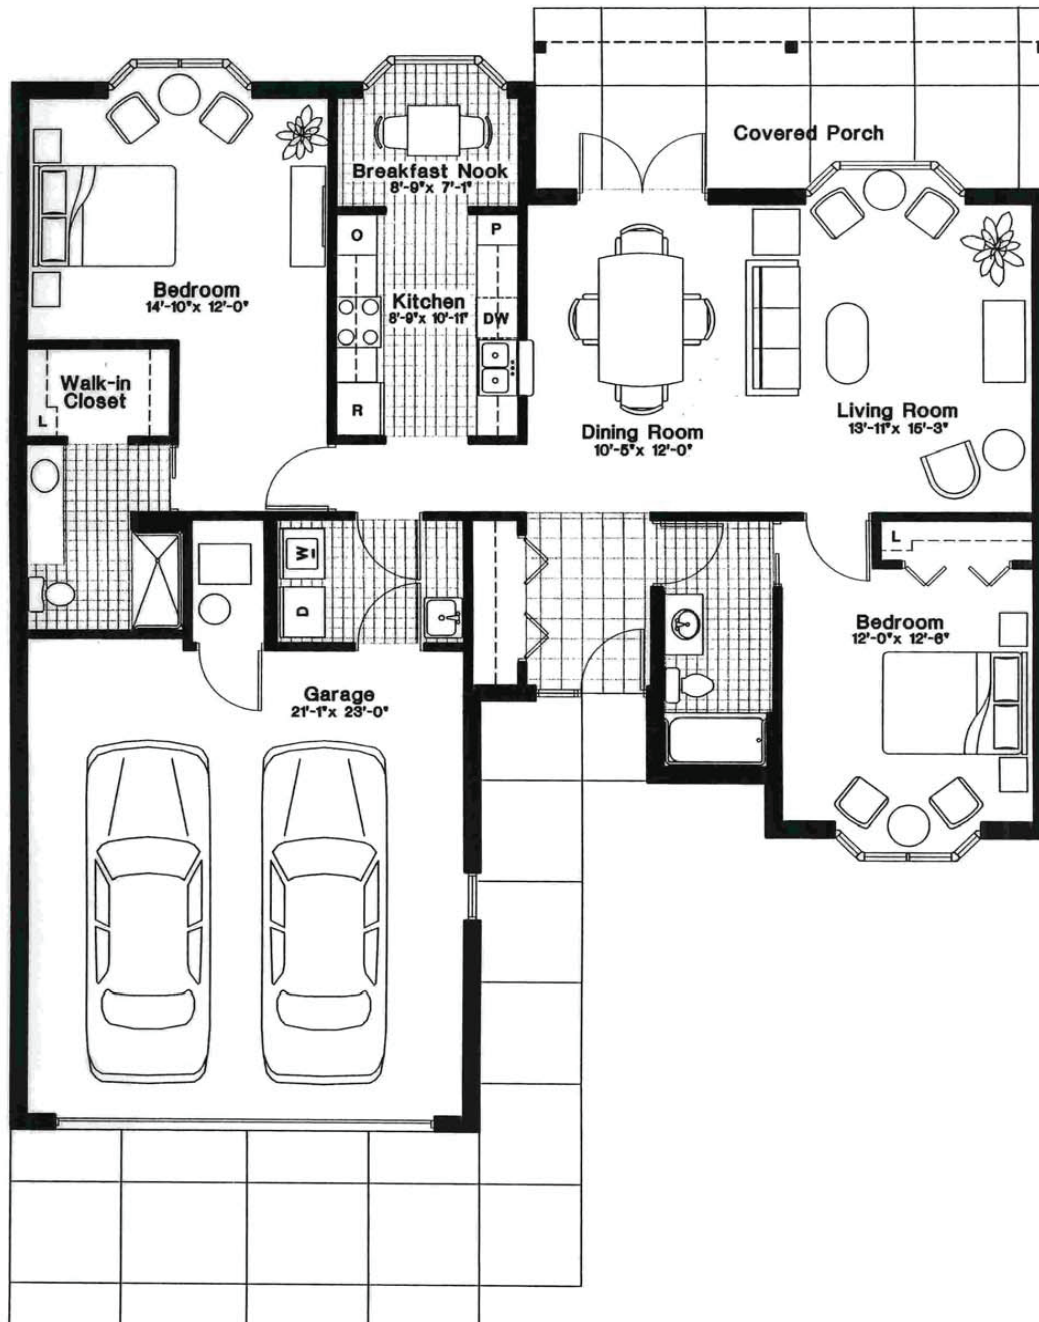 Covered Porch
Breakfast Nook
8'-9"x 7'-1"
O
P
Bedroom
14'-10"x 12'-0"
Kitchen
8'-9"x 10'-11"
DW
Walk-in
Closet
L
R
Living Room
13'-11"x 15'-3"
Dining Room
10'-5"x 12'-0"
W
L
D
Bedroom
12'-0"x 12'-6"
Garage
21'-1"x 23'-0"